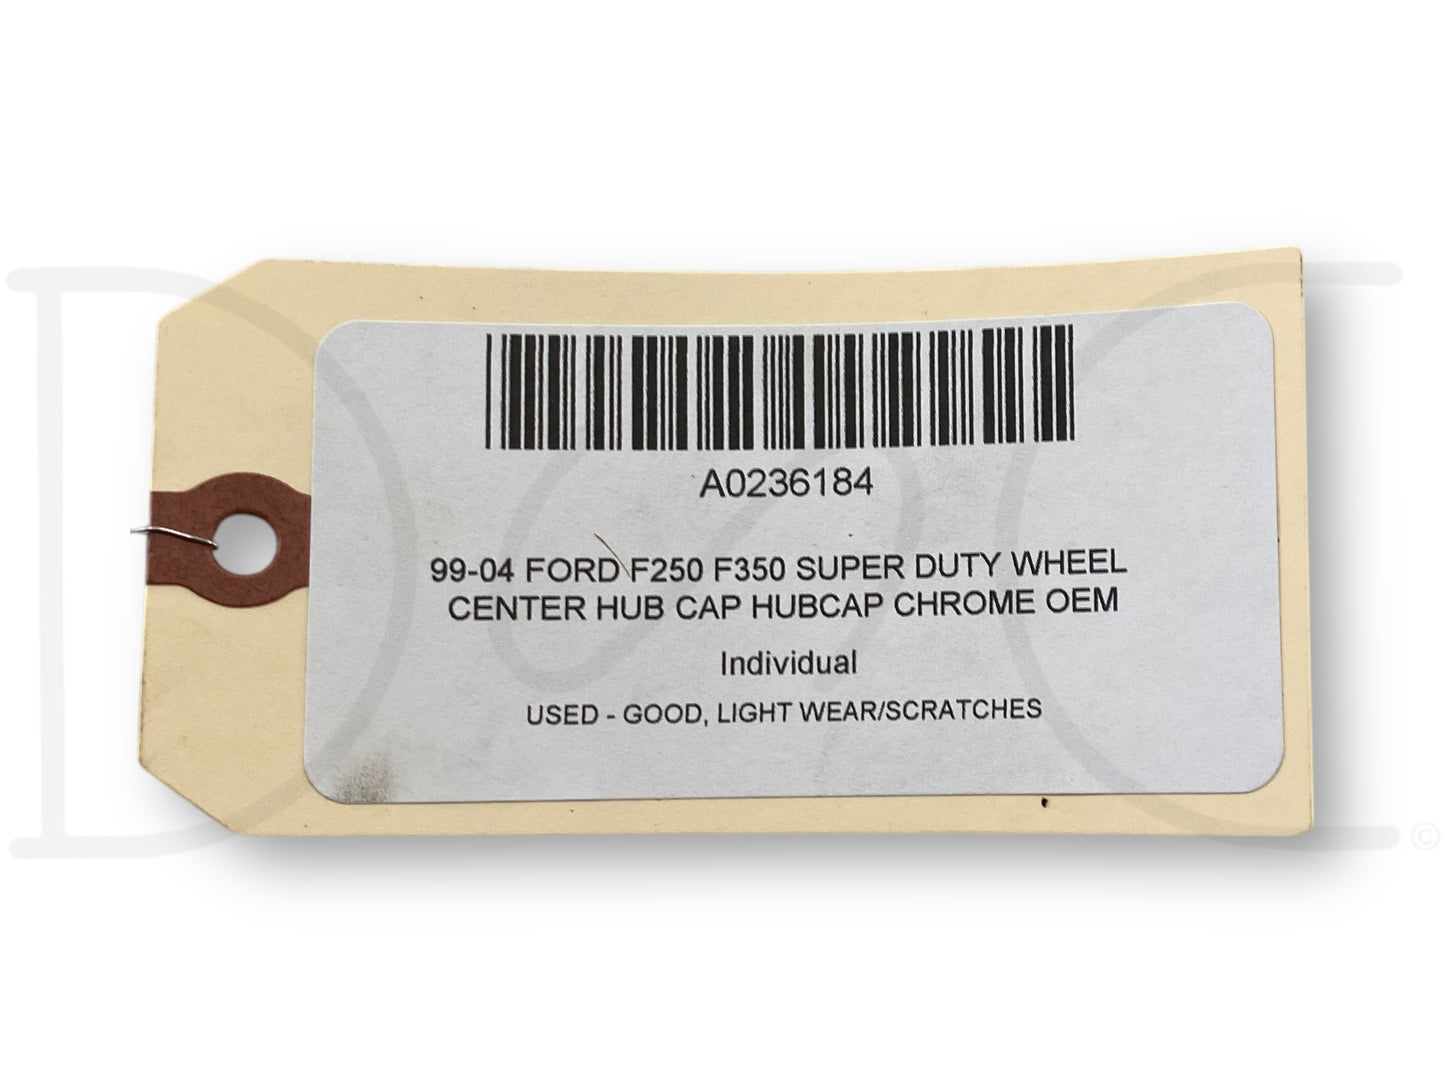 A0236184
99-04 FORD F250 F350 SUPER DUTY WHEEL
CENTER HUB CAP HUBCAP CHROME OEM
Individual
USED - GOOD, LIGHT WEAR/SCRATCHES
D C
©